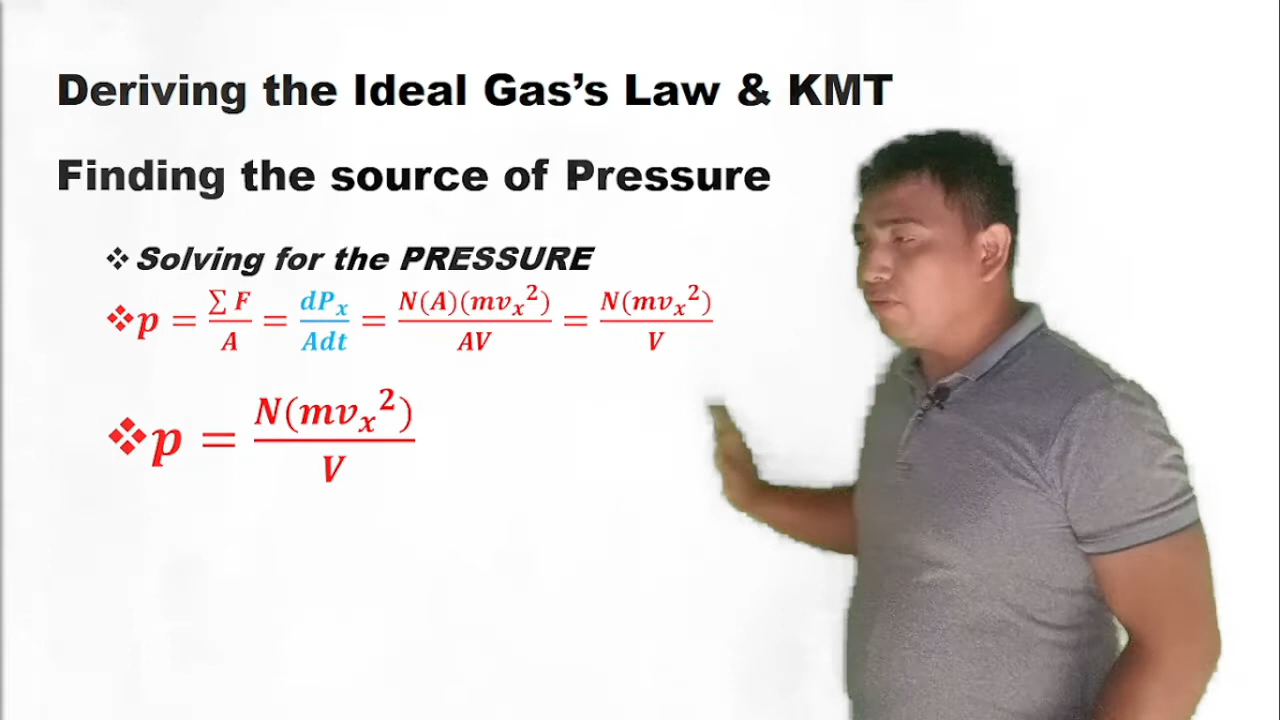 Deriving the Ideal Gas’s Law & KMT
Finding the source of Pressure
❖ Solving for the PRESSURE
❖p = ∑ F / A = dPₓ / Adt = N(A)(mvₓ²) / AV = N(mvₓ²) / V
❖p = N(mvₓ²) / V